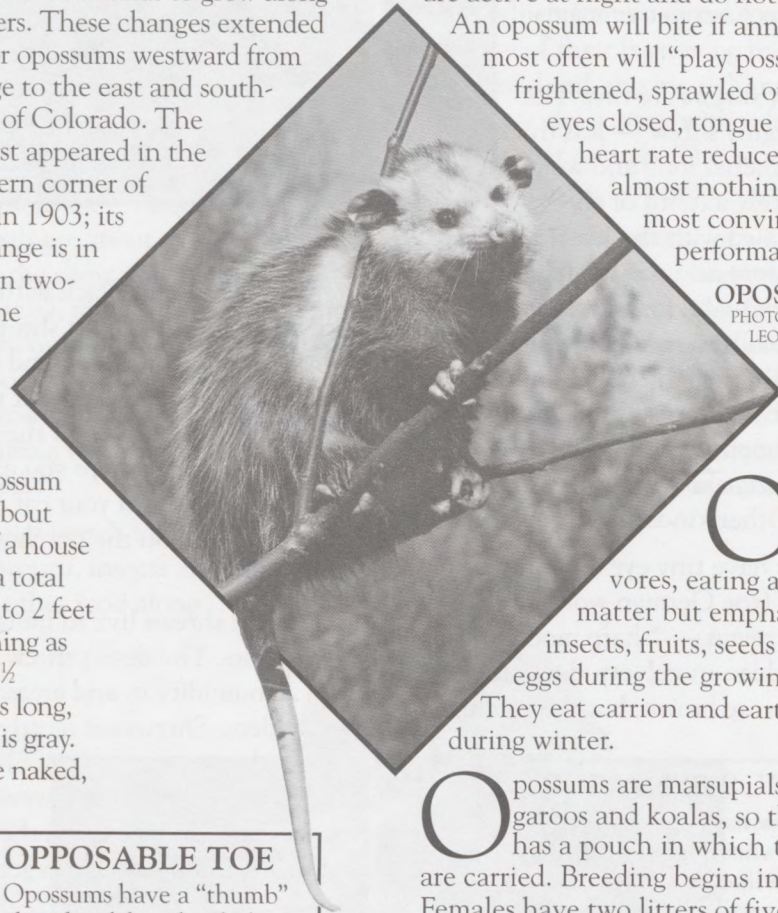 ers. These changes extended
r opossums westward from
ge to the east and south-
of Colorado. The
st appeared in the
ern corner of
in 1903; its
nge is in
n two-
ne
ossum
bout
a house
a total
to 2 feet
ning as
½
s long,
is gray.
e naked,
OPPOSABLE TOE
Opossums have a “thumb”
are active at night and do not
An opossum will bite if ann
most often will “play poss
frightened, sprawled o
eyes closed, tongue
heart rate reduce
almost nothin
most convin
performa
OPOS
PHOTO
LEO
O
vores, eating a
matter but empha
insects, fruits, seeds
eggs during the growin
They eat carrion and eart
during winter.
Opossums are marsupials
garoos and koalas, so t
has a pouch in which t
are carried. Breeding begins in
Females have two litters of five